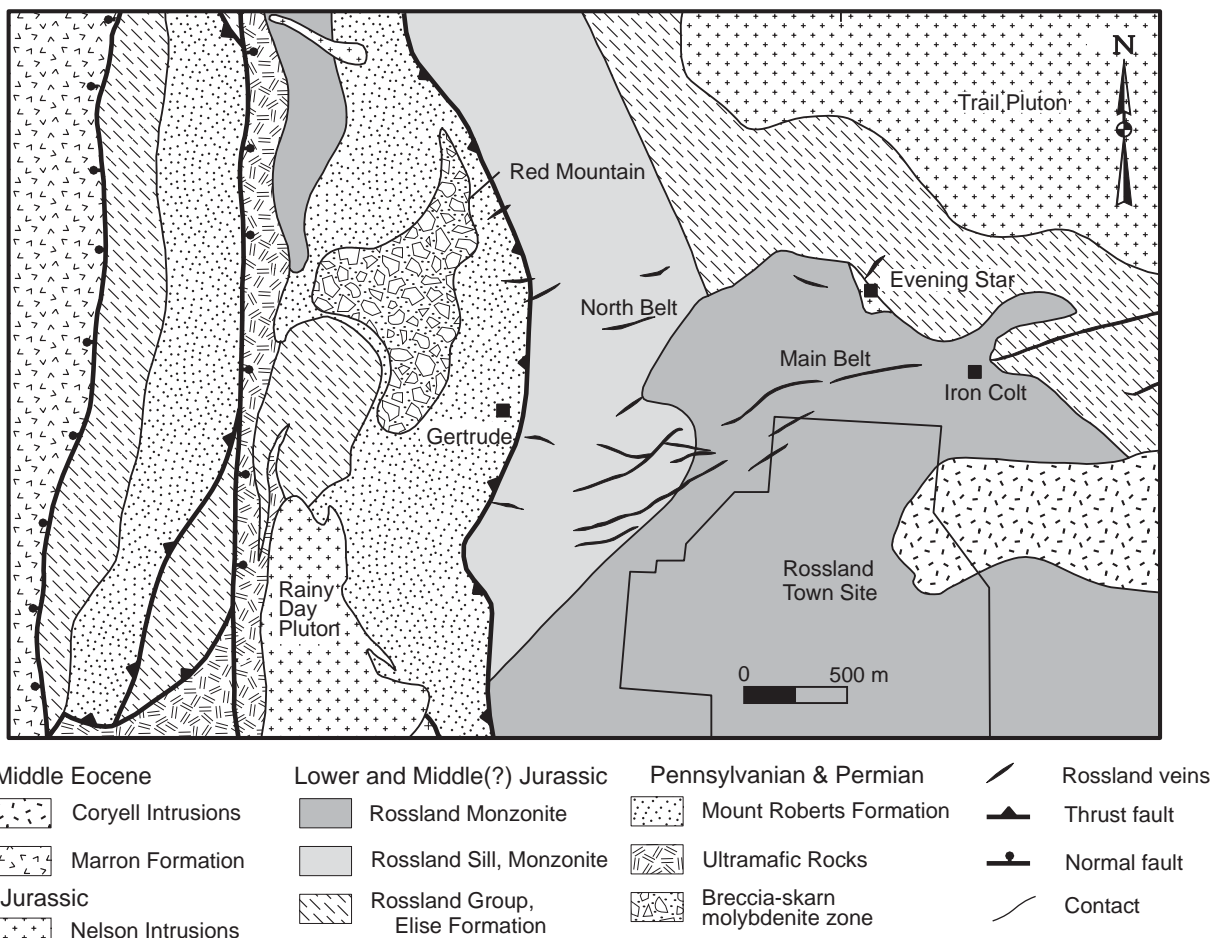 N
Trail Pluton
Red Mountain
Evening Star
North Belt
Main Belt
Iron Colt
Gertrude
Rossland
Town Site
Rainy
Day
Pluton
0 500 m
Middle Eocene
Coryell Intrusions
Marron Formation
Jurassic
Nelson Intrusions
Lower and Middle(?) Jurassic
Rossland Monzonite
Rossland Sill, Monzonite
Rossland Group,
Elise Formation
Pennsylvanian & Permian
Mount Roberts Formation
Ultramafic Rocks
Breccia-skarn
molybdenite zone
Rossland veins
Thrust fault
Normal fault
Contact